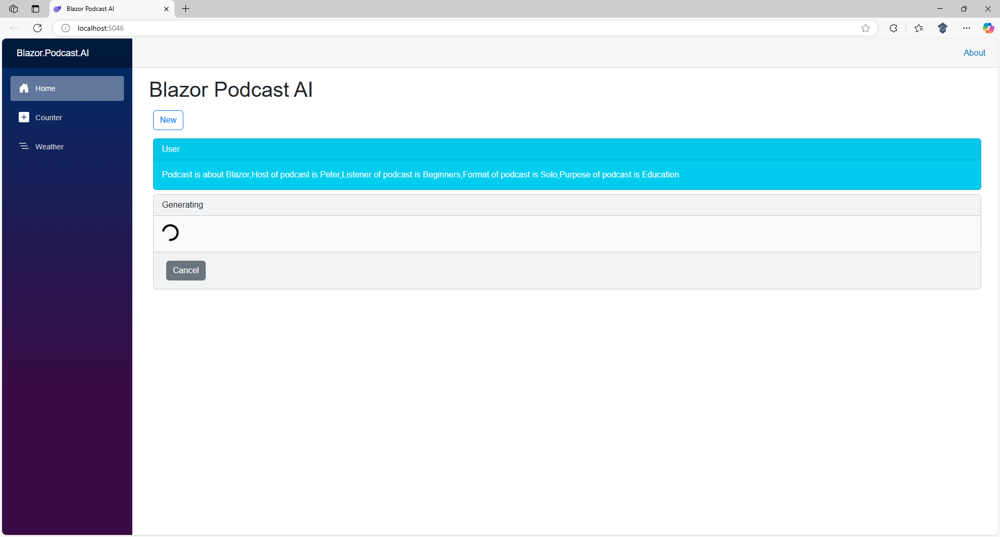 Blazor Podcast AI
localhost:5046
Blazor.Podcast.AI
About
Home
Counter
Weather
Blazor Podcast AI
New
User
Podcast is about Blazor,Host of podcast is Peter,Listener of podcast is Beginners,Format of podcast is Solo,Purpose of podcast is Education
Generating
Cancel